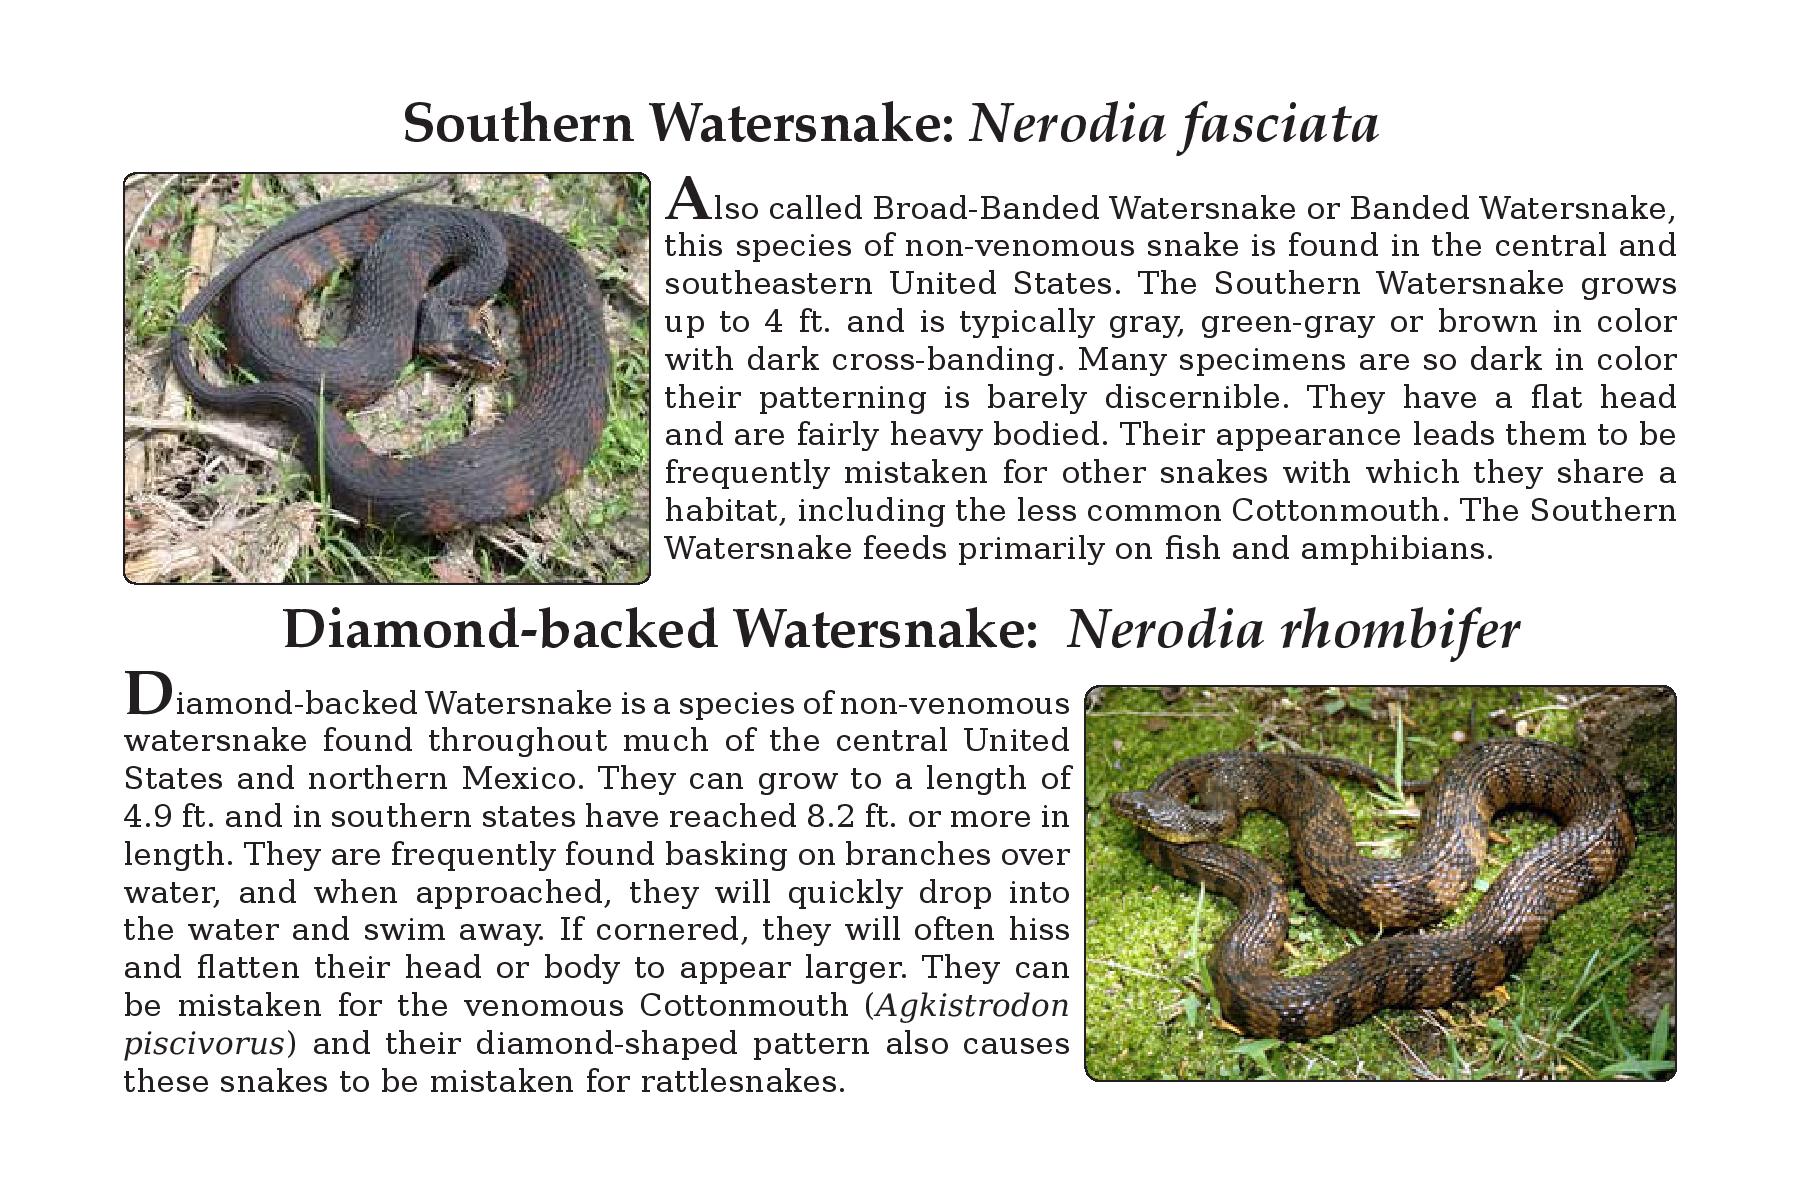 Southern Watersnake: Nerodia fasciata
Also called Broad-Banded Watersnake or Banded Watersnake,
this species of non-venomous snake is found in the central and
southeastern United States. The Southern Watersnake grows
up to 4 ft. and is typically gray, green-gray or brown in color
with dark cross-banding. Many specimens are so dark in color
their patterning is barely discernible. They have a flat head
and are fairly heavy bodied. Their appearance leads them to be
frequently mistaken for other snakes with which they share a
habitat, including the less common Cottonmouth. The Southern
Watersnake feeds primarily on fish and amphibians.
Diamond-backed Watersnake: Nerodia rhombifer
Diamond-backed Watersnake is a species of non-venomous
watersnake found throughout much of the central United
States and northern Mexico. They can grow to a length of
4.9 ft. and in southern states have reached 8.2 ft. or more in
length. They are frequently found basking on branches over
water, and when approached, they will quickly drop into
the water and swim away. If cornered, they will often hiss
and flatten their head or body to appear larger. They can
be mistaken for the venomous Cottonmouth (Agkistrodon
piscivorus) and their diamond-shaped pattern also causes
these snakes to be mistaken for rattlesnakes.